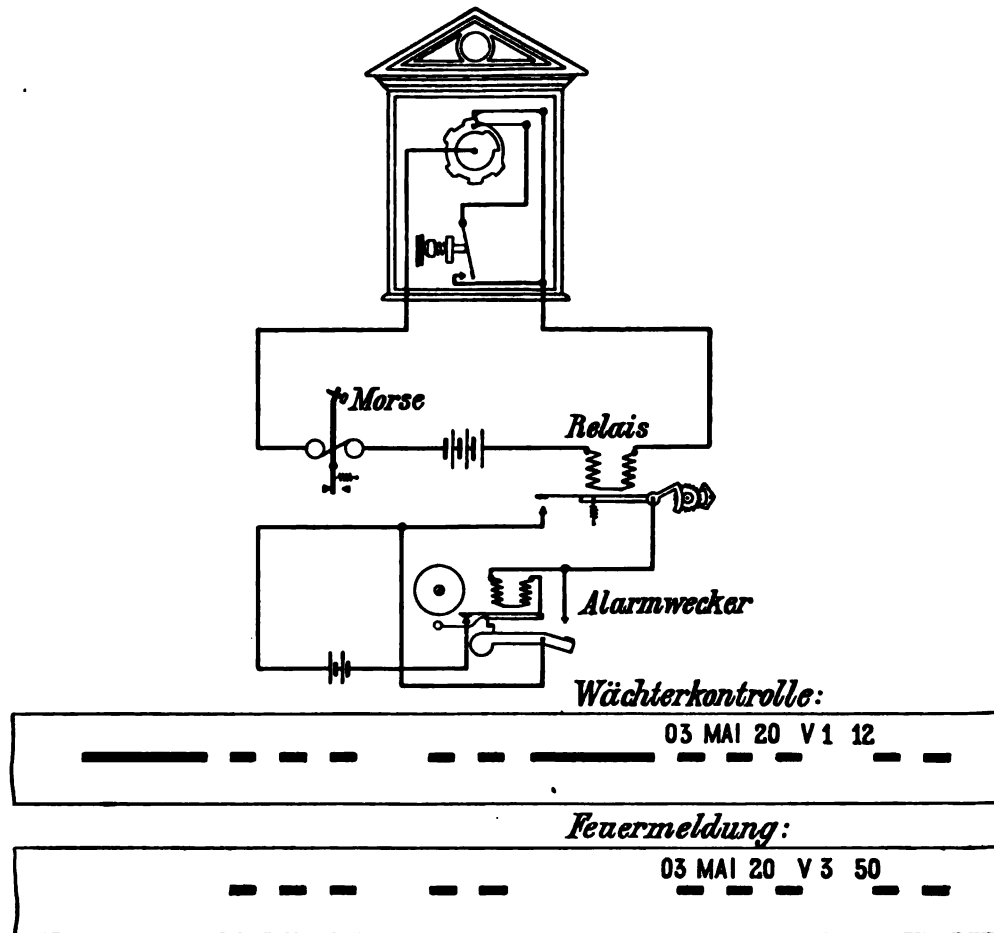 Morse
Relais
Alarmwecker
Wächterkontrolle:
03 MAI 20 V 1 12
Feuermeldung:
03 MAI 20 V 3 50